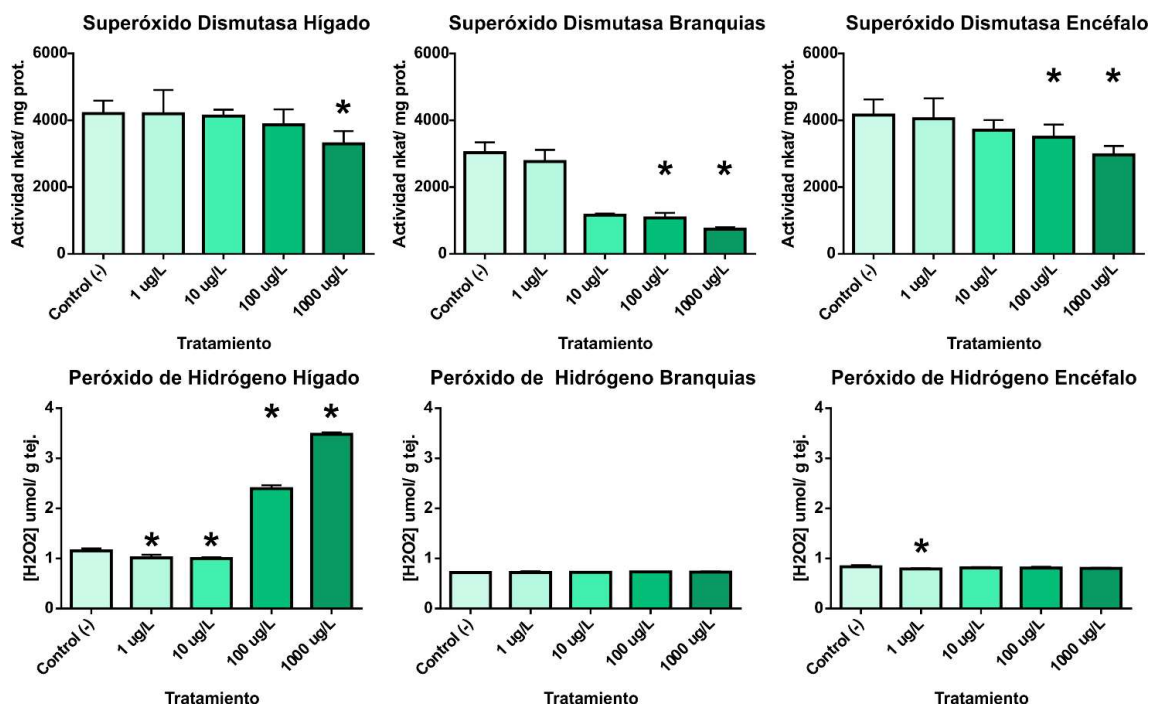 Superóxido Dismutasa Hígado
Actividad nkat/ mg prot.
6000
4000
2000
0
*
Control (-)
1 ug/L
10 ug/L
100 ug/L
1000 ug/L
Tratamiento
Superóxido Dismutasa Branquias
Actividad nkat/ mg prot.
6000
4000
2000
0
* *
Control (-)
1 ug/L
10 ug/L
100 ug/L
1000 ug/L
Tratamiento
Superóxido Dismutasa Encéfalo
Actividad nkat/ mg prot.
6000
4000
2000
0
* *
Control (-)
1 ug/L
10 ug/L
100 ug/L
1000 ug/L
Tratamiento
Peróxido de Hidrógeno Hígado
[H2O2] umol/ g tej.
4
3
2
1
0
* * * *
Control (-)
1 ug/L
10 ug/L
100 ug/L
1000 ug/L
Tratamiento
Peróxido de Hidrógeno Branquias
[H2O2] umol/ g tej.
4
3
2
1
0
Control (-)
1 ug/L
10 ug/L
100 ug/L
1000 ug/L
Tratamiento
Peróxido de Hidrógeno Encéfalo
[H2O2] umol/ g tej.
4
3
2
1
0
*
Control (-)
1 ug/L
10 ug/L
100 ug/L
1000 ug/L
Tratamiento